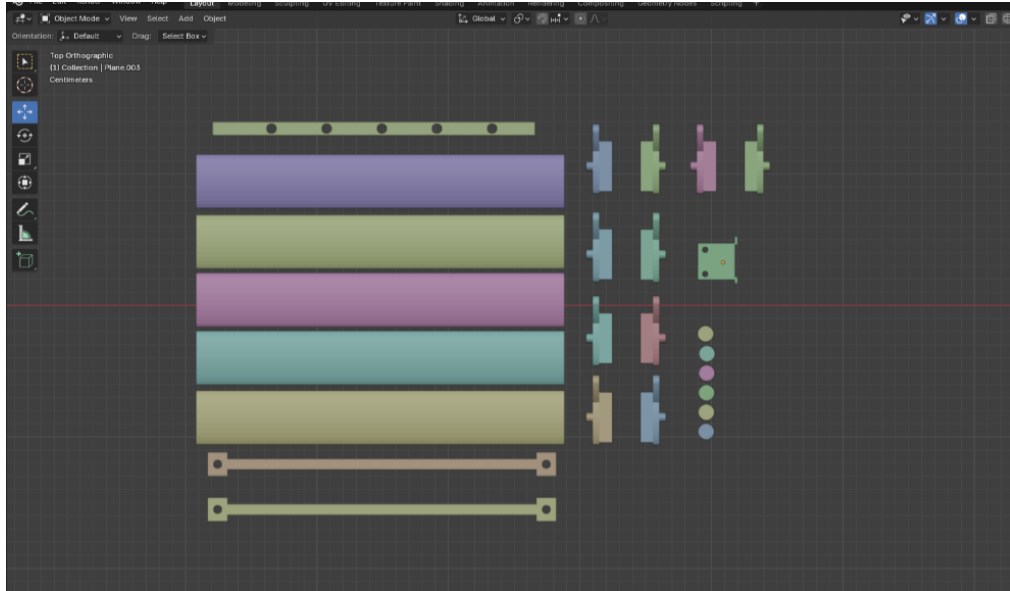 Layout Modeling Sculpting UV Editing Texture Paint Shading Animation Rendering Compositing Geometry Nodes Scripting +
Object Mode View Select Add Object Global
Orientation: Default Drag: Select Box
Top Orthographic
(1) Collection | Plane.003
Centimeters